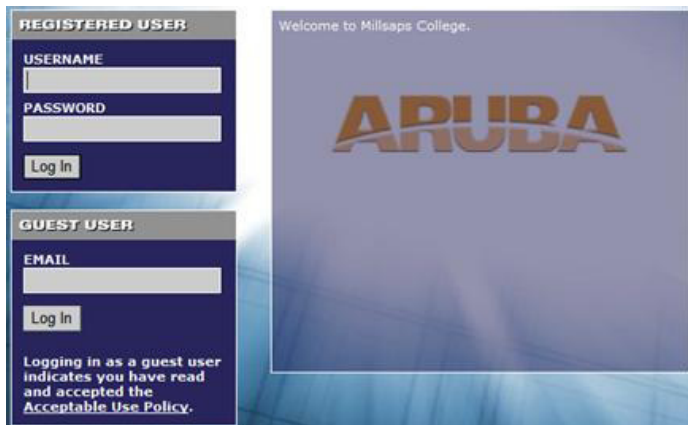 REGISTERED USER
USERNAME
PASSWORD
Log In
GUEST USER
EMAIL
Log In
Logging in as a guest user
indicates you have read
and accepted the
Acceptable Use Policy.
Welcome to Millsaps College.
ARUBA